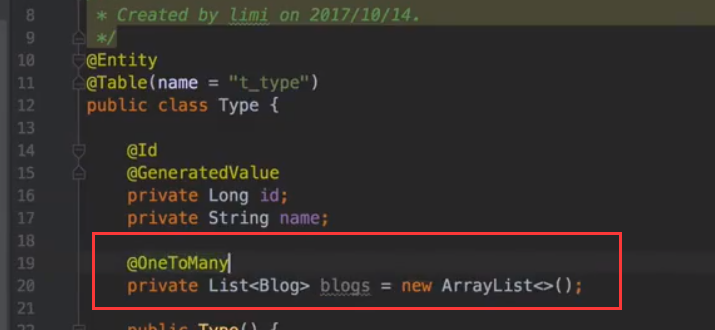 8 * Created by limi on 2017/10/14.
9 */
10 @Entity
11 @Table(name = "t_type")
12 public class Type {
13
14 @Id
15 @GeneratedValue
16 private Long id;
17 private String name;
18
19 @OneToMany
20 private List<Blog> blogs = new ArrayList<>();
21
22 public Type() {